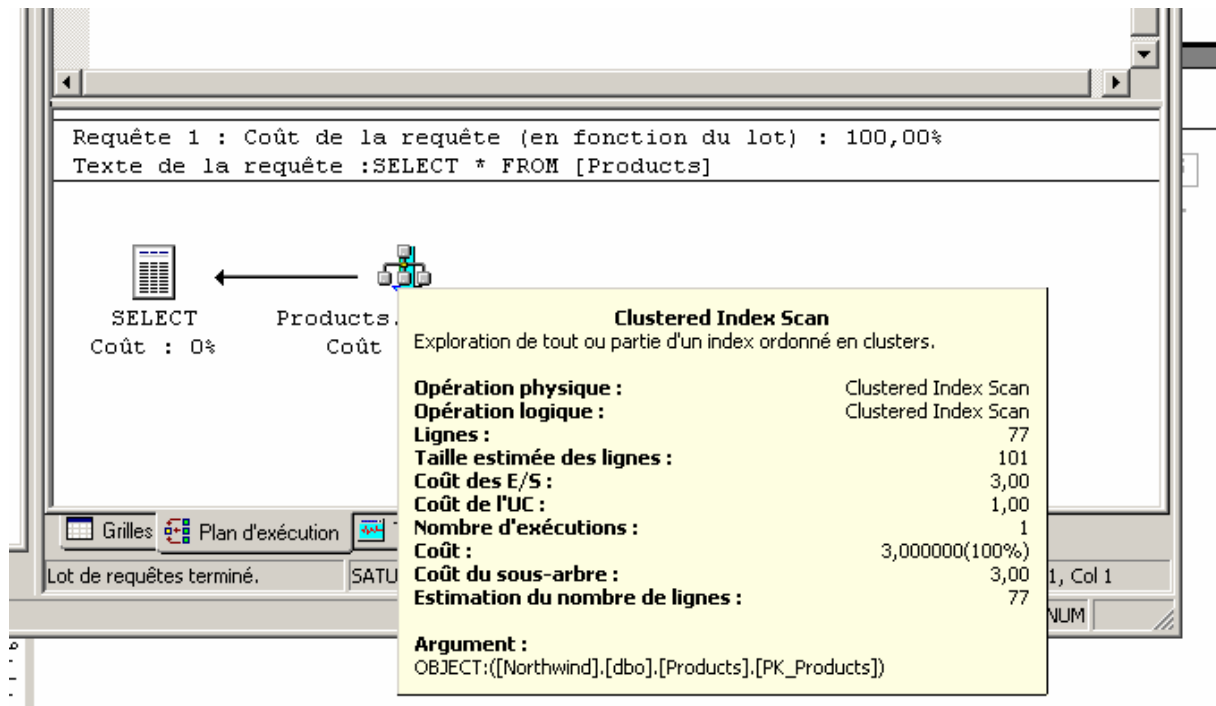 Requête 1 : Coût de la requête (en fonction du lot) : 100,00%
Texte de la requête :SELECT * FROM [Products]
SELECT
Coût : 0%
Products.
Coût
Clustered Index Scan
Exploration de tout ou partie d'un index ordonné en clusters.
Opération physique : Clustered Index Scan
Opération logique : Clustered Index Scan
Lignes : 77
Taille estimée des lignes : 101
Coût des E/S : 3,00
Coût de l'UC : 1,00
Nombre d'exécutions : 1
Coût : 3,000000(100%)
Coût du sous-arbre : 3,00
Estimation du nombre de lignes : 77
Argument :
OBJECT:([Northwind].[dbo].[Products].[PK_Products])
Grilles Plan d'exécution
Lot de requêtes terminé. SATU 1, Col 1
NUM